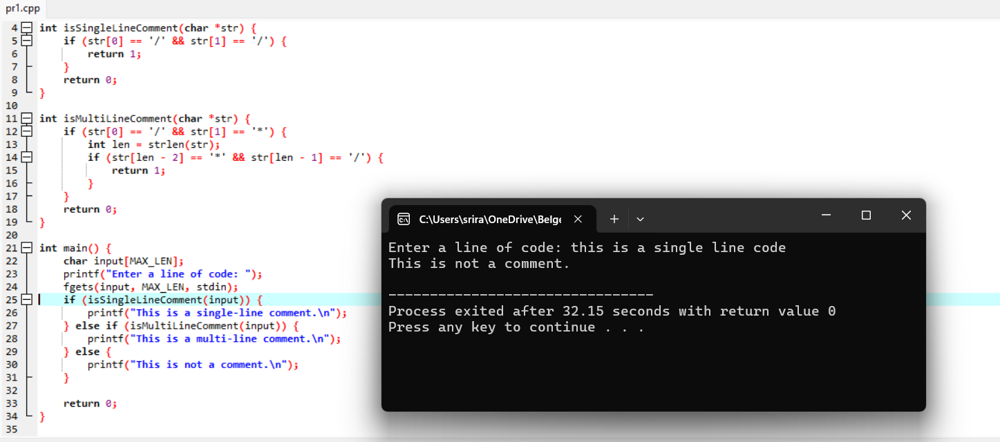 pr1.cpp
4 int isSingleLineComment(char *str) {
5 if (str[0] == '/' && str[1] == '/') {
6 return 1;
7 }
8 return 0;
9 }
10
11 int isMultiLineComment(char *str) {
12 if (str[0] == '/' && str[1] == '*') {
13 int len = strlen(str);
14 if (str[len - 2] == '*' && str[len - 1] == '/') {
15 return 1;
16 }
17 }
18 return 0;
19 }
20
21 int main() {
22 char input[MAX_LEN];
23 printf("Enter a line of code: ");
24 fgets(input, MAX_LEN, stdin);
25 if (isSingleLineComment(input)) {
26 printf("This is a single-line comment.\n");
27 } else if (isMultiLineComment(input)) {
28 printf("This is a multi-line comment.\n");
29 } else {
30 printf("This is not a comment.\n");
31 }
32
33 return 0;
34 }
35
C:\Users\srira\OneDrive\Belge
Enter a line of code: this is a single line code
This is not a comment.
--------------------------------
Process exited after 32.15 seconds with return value 0
Press any key to continue . . .